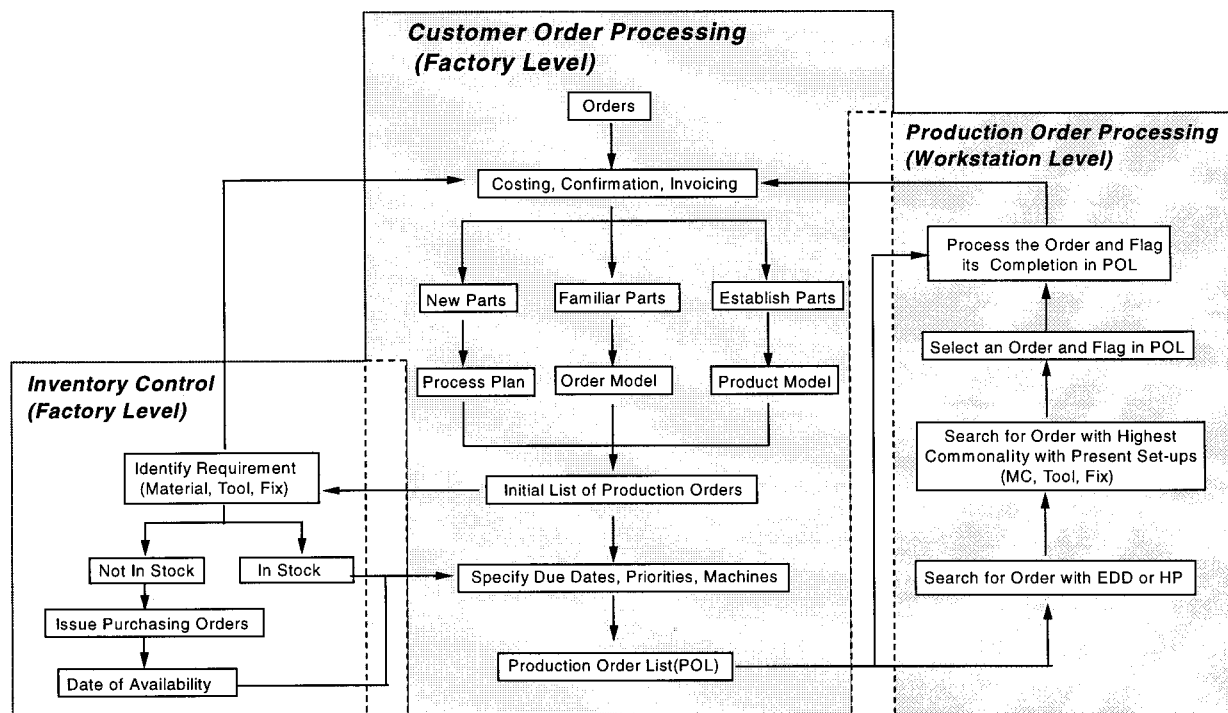 Customer Order Processing
(Factory Level)
Orders
Costing, Confirmation, Invoicing
New Parts
Familiar Parts
Establish Parts
Process Plan
Order Model
Product Model
Initial List of Production Orders
Specify Due Dates, Priorities, Machines
Production Order List(POL)
Inventory Control
(Factory Level)
Identify Requirement
(Material, Tool, Fix)
Not In Stock
In Stock
Issue Purchasing Orders
Date of Availability
Production Order Processing
(Workstation Level)
Process the Order and Flag
its Completion in POL
Select an Order and Flag in POL
Search for Order with Highest
Commonality with Present Set-ups
(MC, Tool, Fix)
Search for Order with EDD or HP